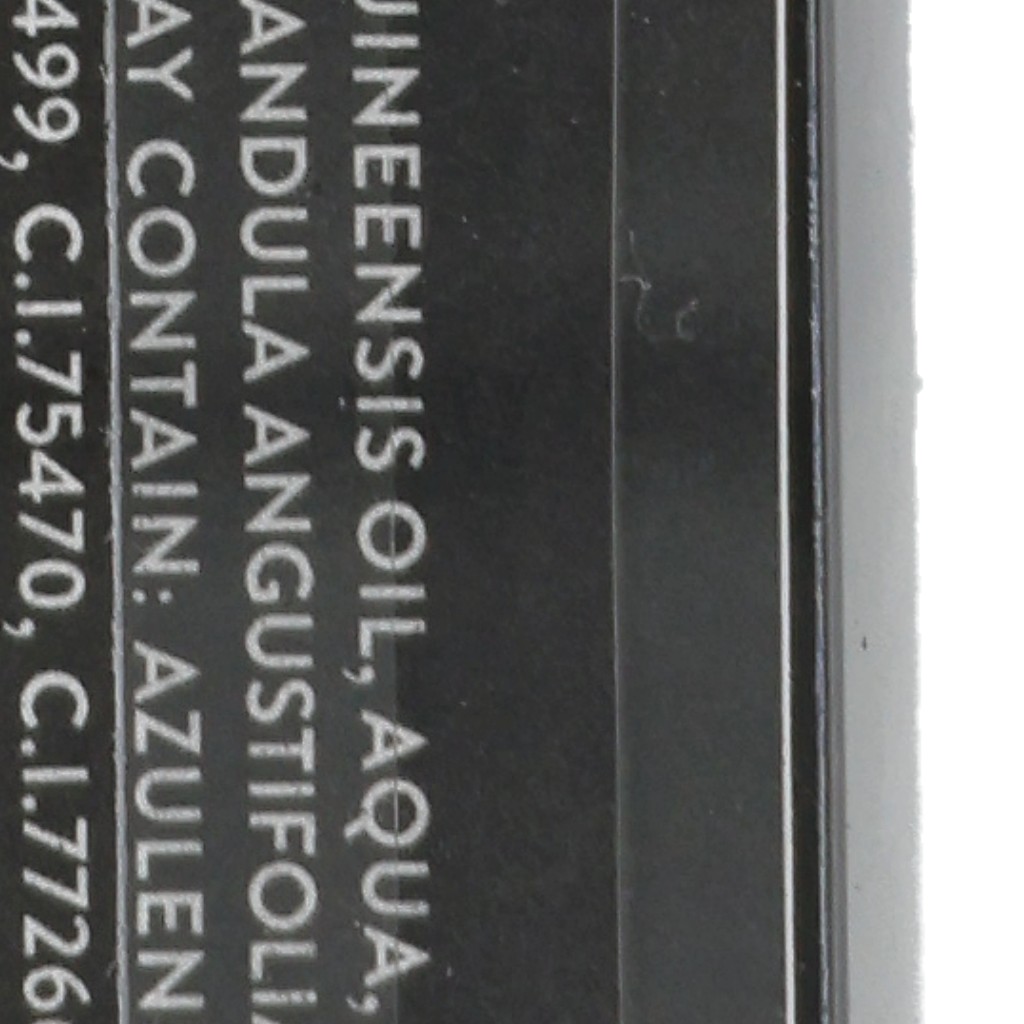 UINEENSIS OIL, AQUA,
ANDULA ANGUSTIFOLI
AY CONTAIN: AZULEN
499, C.I.75470, C.I.7726